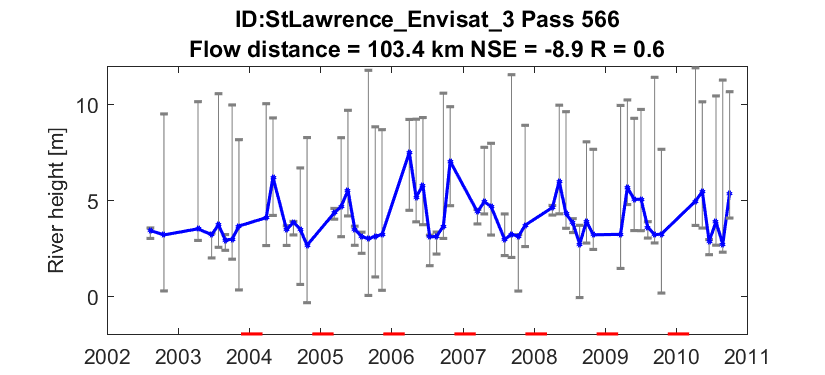 ID:StLawrence_Envisat_3 Pass 566
Flow distance = 103.4 km NSE = -8.9 R = 0.6
River height [m]
10
5
0
2002 2003 2004 2005 2006 2007 2008 2009 2010 2011